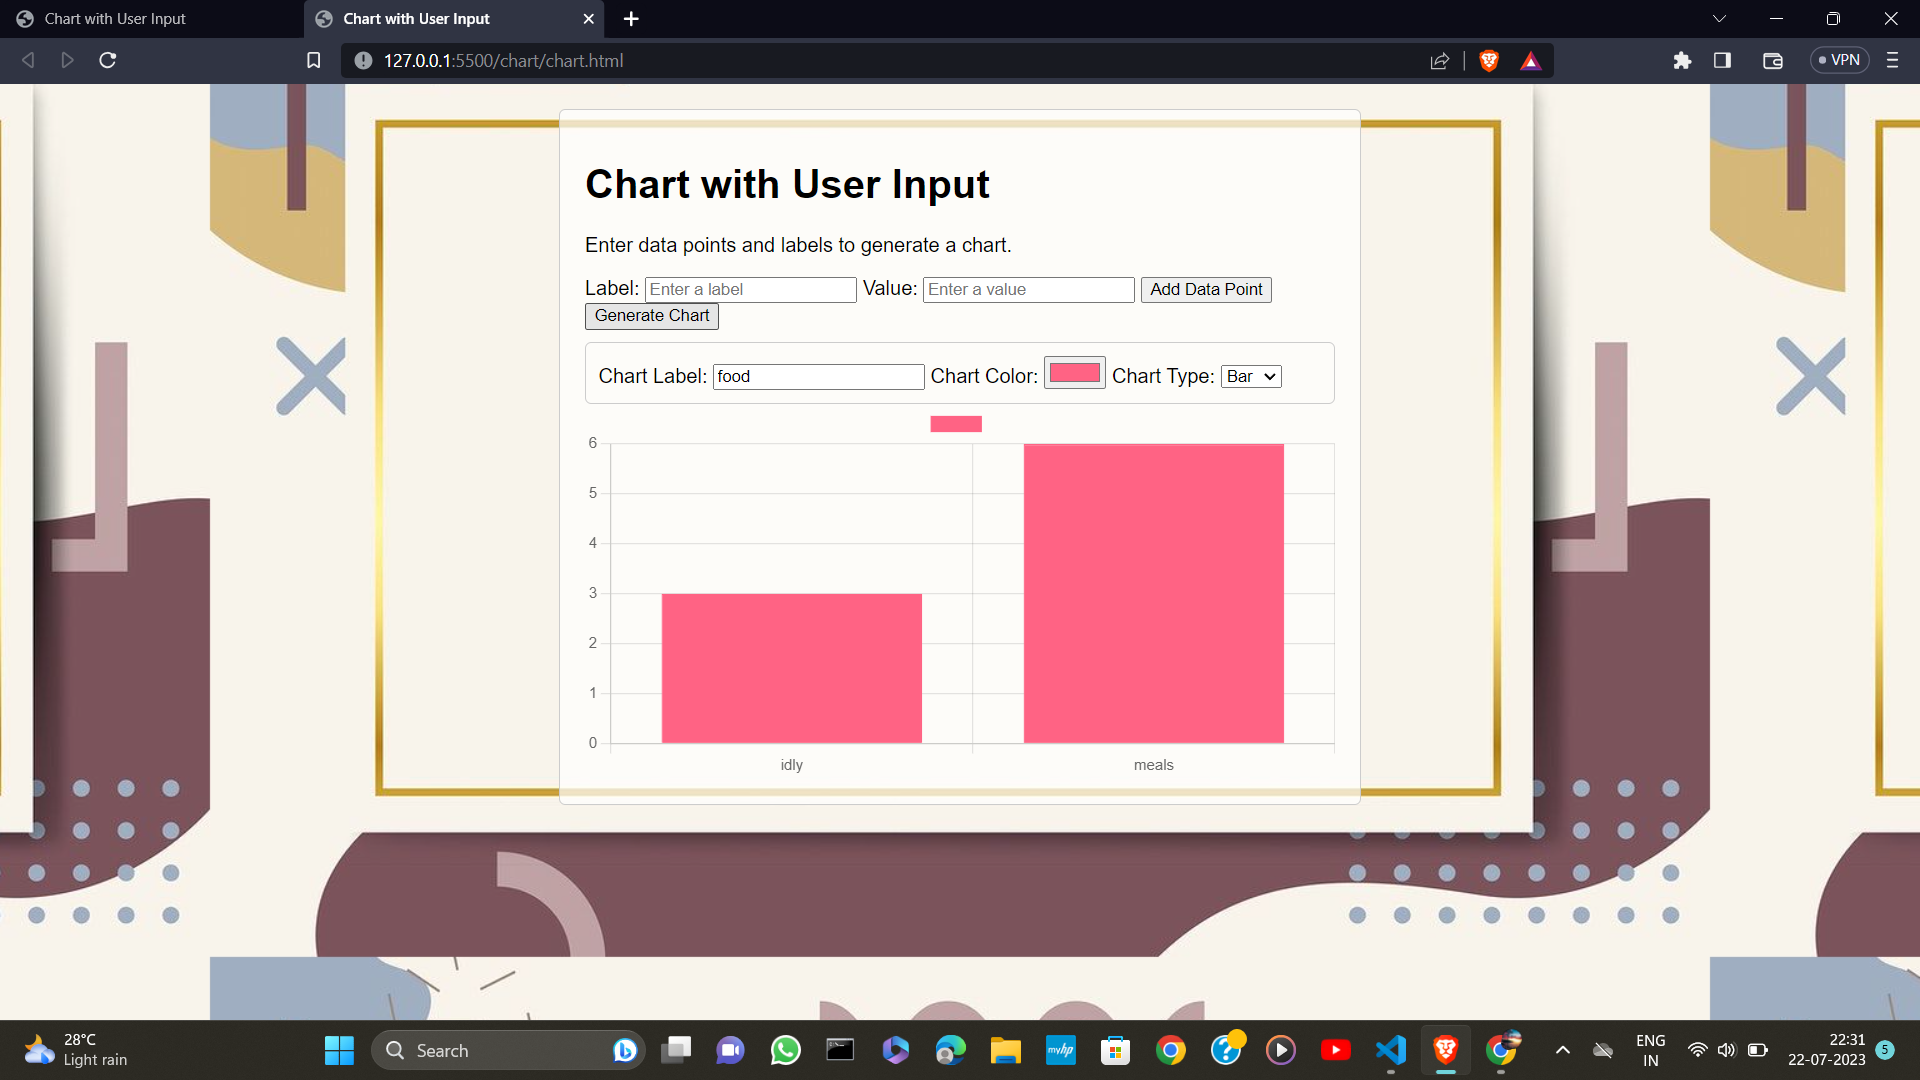 Chart with User Input
Chart with User Input
127.0.0.1:5500/chart/chart.html
VPN
Chart with User Input
Enter data points and labels to generate a chart.
Label: Enter a label Value: Enter a value Add Data Point
Generate Chart
Chart Label: food Chart Color: Chart Type: Bar
6
5
4
3
2
1
0
idly meals
28°C
Light rain
Search
myhp
ENG
IN
22:31
22-07-2023
5